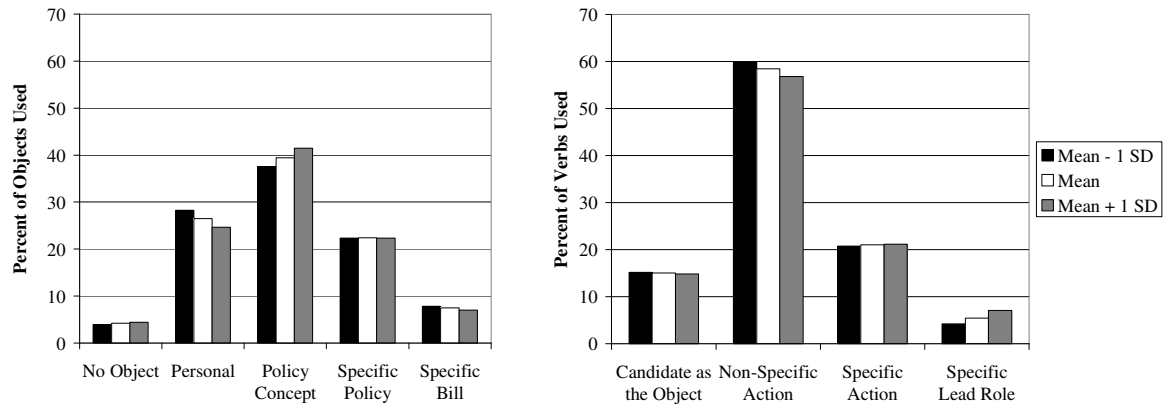 70
60
50
40
30
20
10
0
Percent of Objects Used
No Object Personal Policy Specific Specific
Concept Policy Bill
70
60
50
40
30
20
10
0
Percent of Verbs Used
Candidate as Non-Specific Specific Specific
the Object Action Action Lead Role
Mean - 1 SD
Mean
Mean + 1 SD